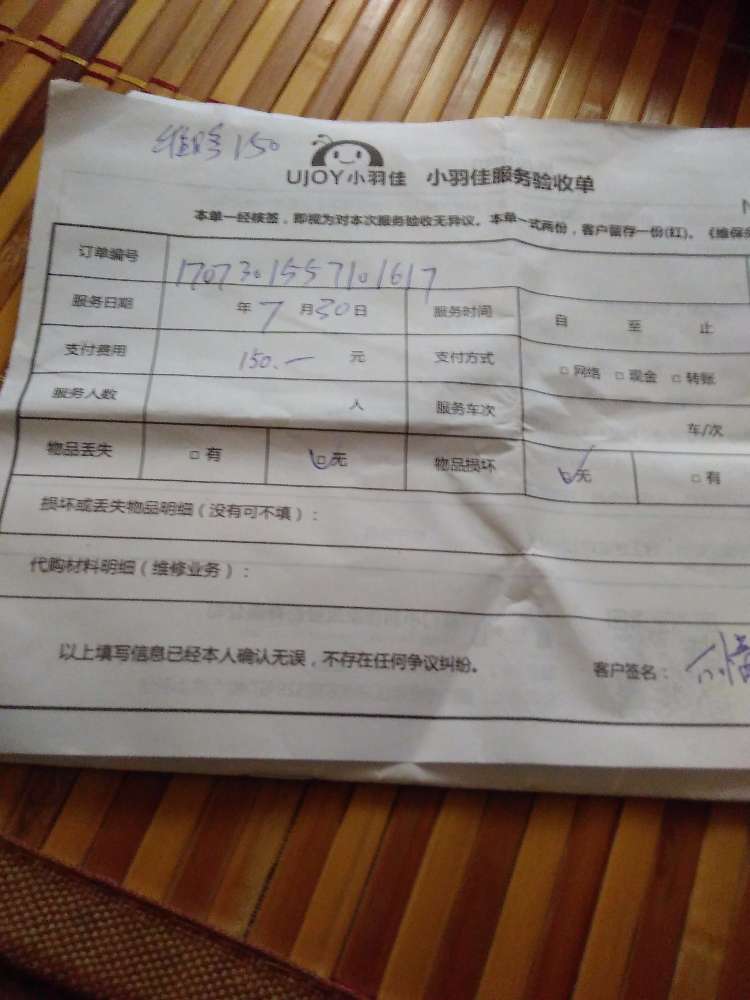 150
UJOY小羽佳 小羽佳服务验收单
本单一经核签，即视为对本次服务验收无异议。本单一式两份，客户留存一份(红)。《维保
订单编号 1707301557101617
服务日期 年 7 月 30 日 服务时间 自 至 止
支付费用 150.— 元 支付方式 □ 网络 □ 现金 □ 转账
服务人数 人 服务车次 车/次
物品丢失 □ 有 □ 无 物品损坏 □ 无 □ 有
损坏或丢失物品明细（没有可不填）：
代购材料明细（维修业务）：
以上填写信息已经本人确认无误，不存在任何争议纠纷。 客户签名：